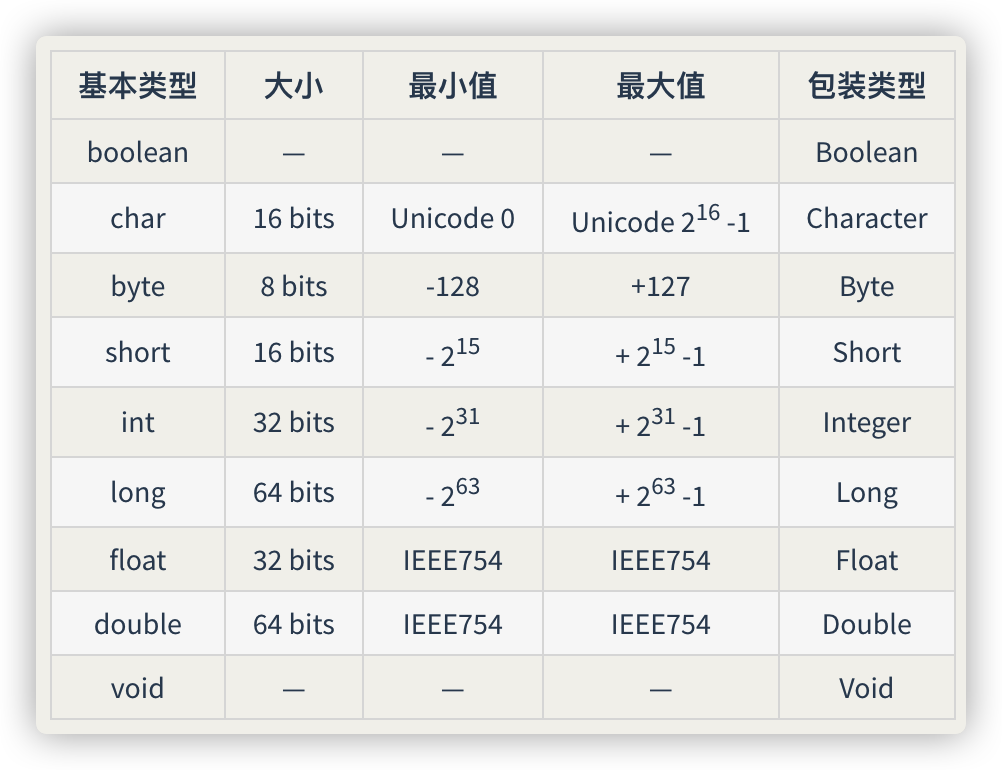 基本类型 大小 最小值 最大值 包装类型
boolean — — — Boolean
char 16 bits Unicode 0 Unicode 2^16 -1 Character
byte 8 bits -128 +127 Byte
short 16 bits - 2^15 + 2^15 -1 Short
int 32 bits - 2^31 + 2^31 -1 Integer
long 64 bits - 2^63 + 2^63 -1 Long
float 32 bits IEEE754 IEEE754 Float
double 64 bits IEEE754 IEEE754 Double
void — — — Void